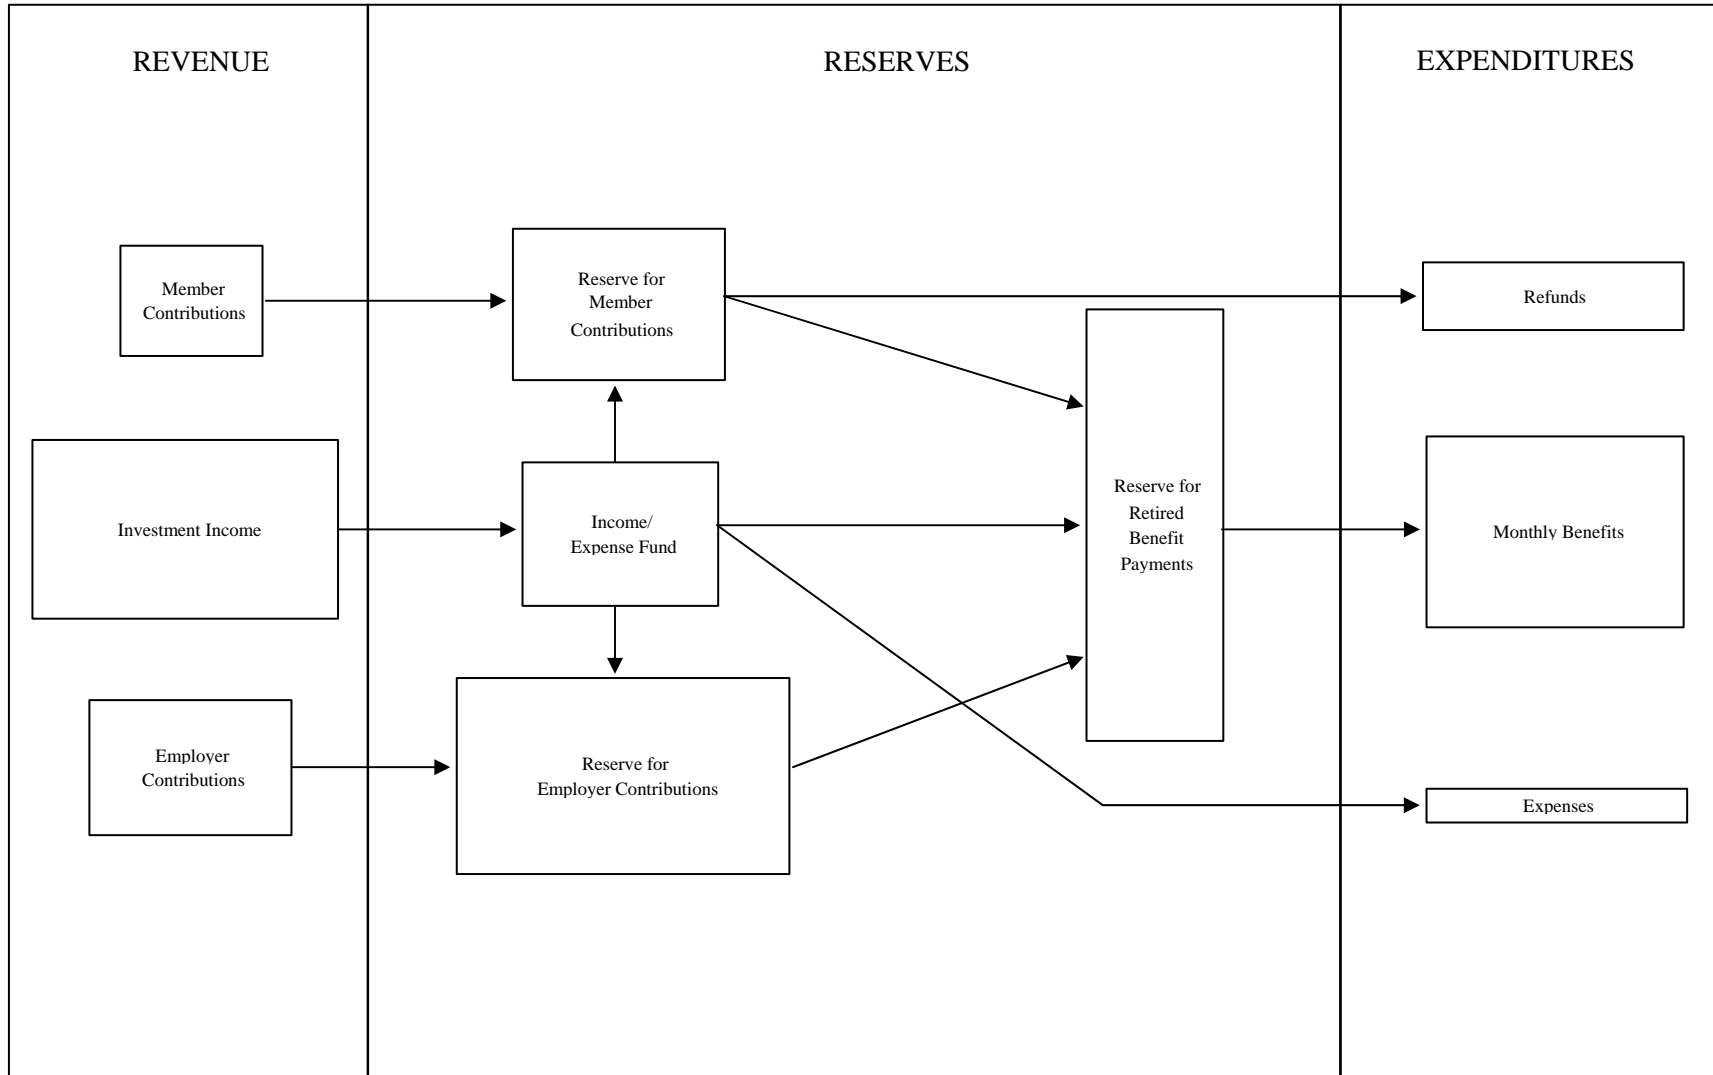 REVENUE
RESERVES
EXPENDITURES
Member
Contributions
Reserve for
Member
Contributions
Refunds
Investment Income
Income/
Expense Fund
Reserve for
Retired
Benefit
Payments
Monthly Benefits
Employer
Contributions
Reserve for
Employer Contributions
Expenses